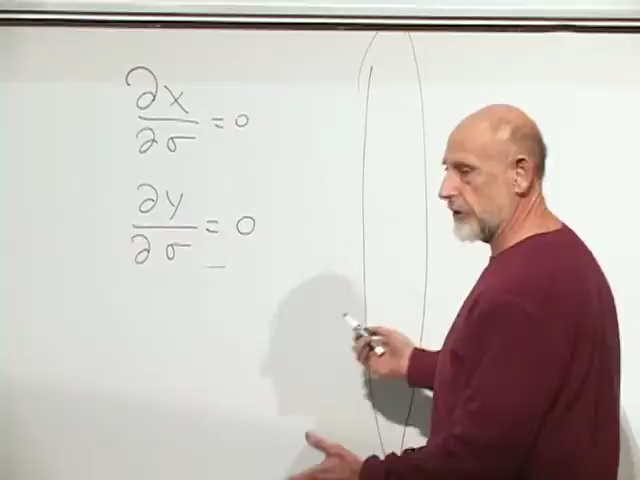 ∂x/∂σ = 0
∂y/∂σ = 0